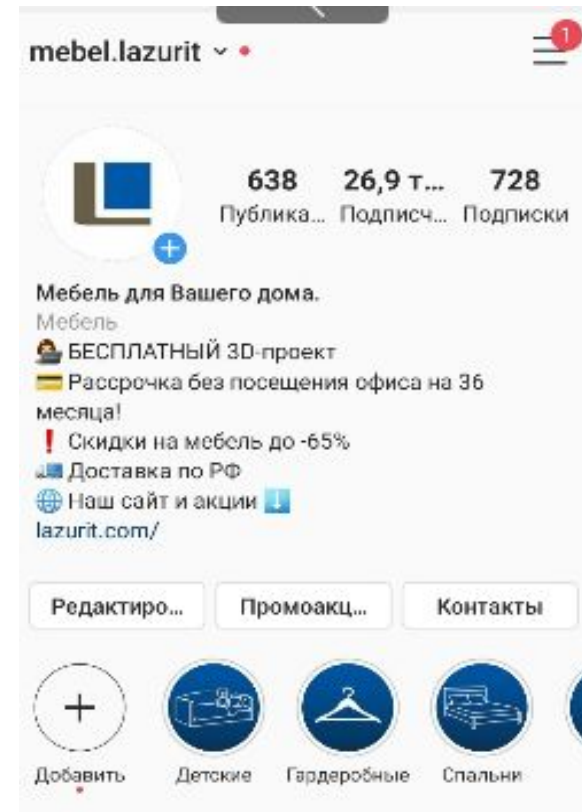 mebel.lazurit
1
638 26,9 т... 728
Публика... Подписч... Подписки
Мебель для Вашего дома.
Мебель
БЕСПЛАТНЫЙ 3D-проект
Рассрочка без посещения офиса на 36
месяца!
Скидки на мебель до -65%
Доставка по РФ
Наш сайт и акции
lazurit.com/
Редактиро... Промоакц... Контакты
Добавить Детские Гардеробные Спальни